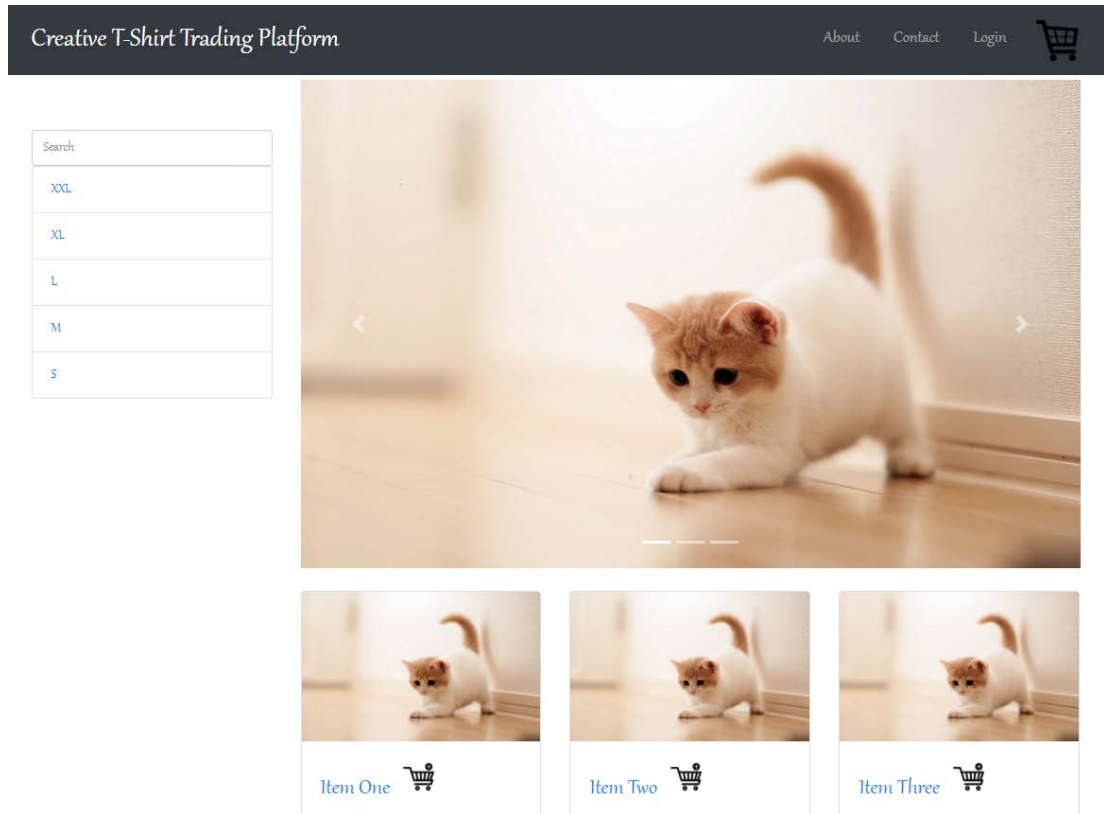 Creative T-Shirt Trading Platform
About Contact Login
Search
XXL
XL
L
M
S
Item One Item Two Item Three